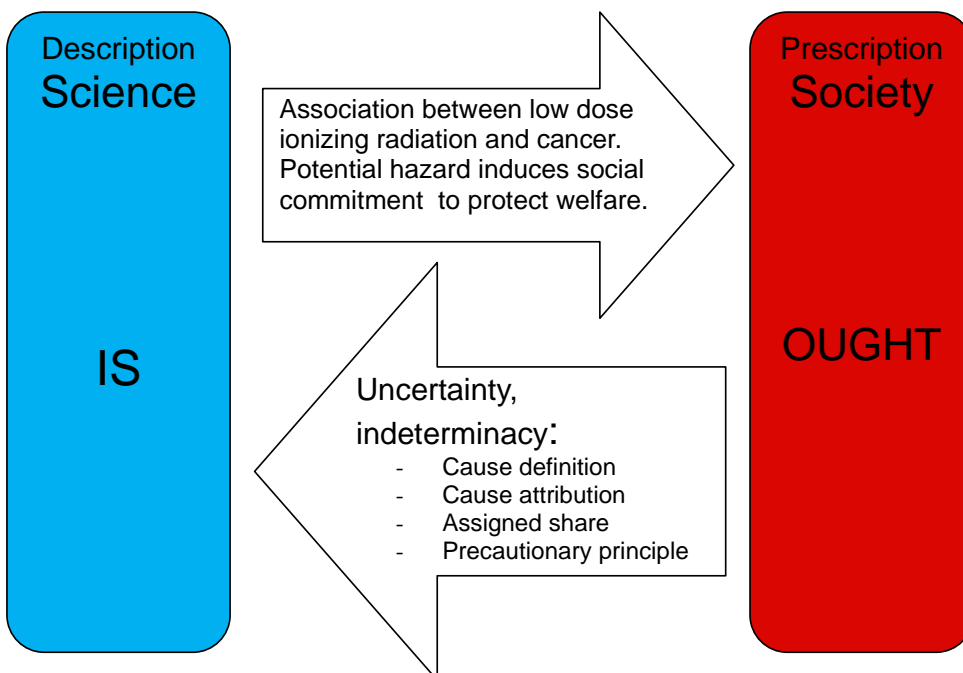 Description
Science
IS
Association between low dose
ionizing radiation and cancer.
Potential hazard induces social
commitment  to protect welfare.
Uncertainty,
indeterminacy:
- Cause definition
- Cause attribution
- Assigned share
- Precautionary principle
Prescription
Society
OUGHT